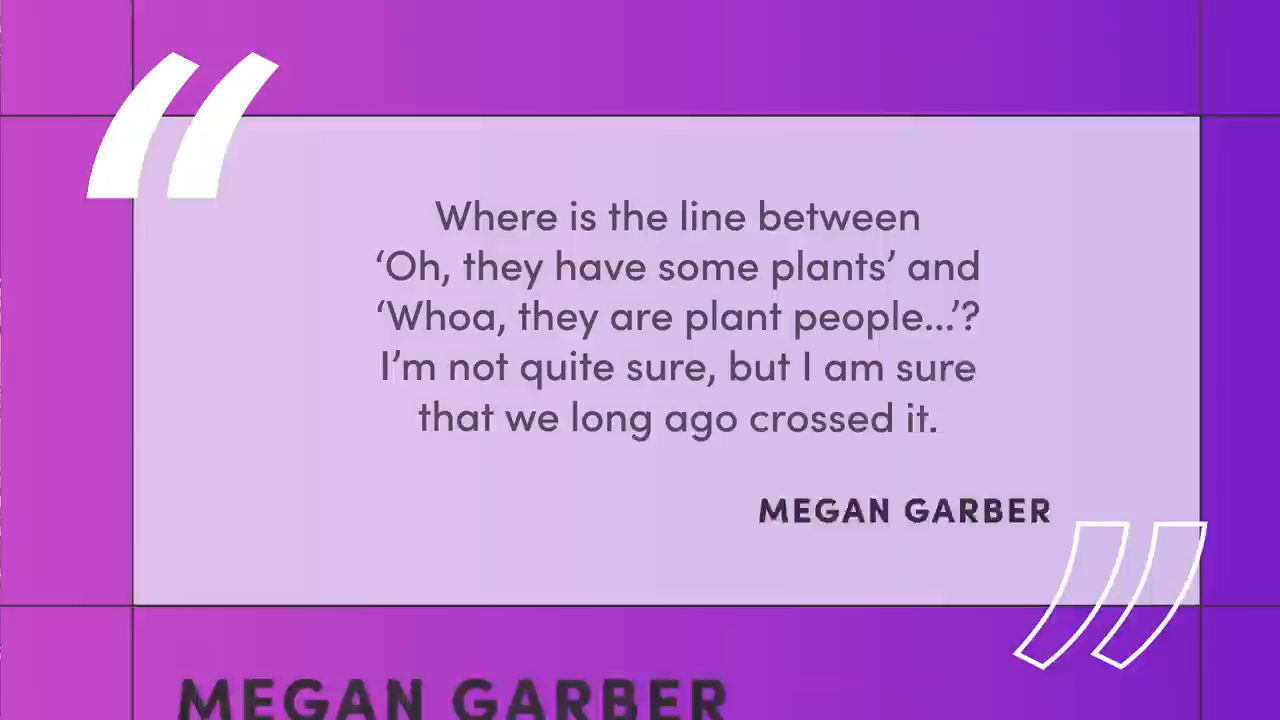 Where is the line between
‘Oh, they have some plants’ and
‘Whoa, they are plant people...’?
I’m not quite sure, but I am sure
that we long ago crossed it.
MEGAN GARBER
MEGAN GARBER